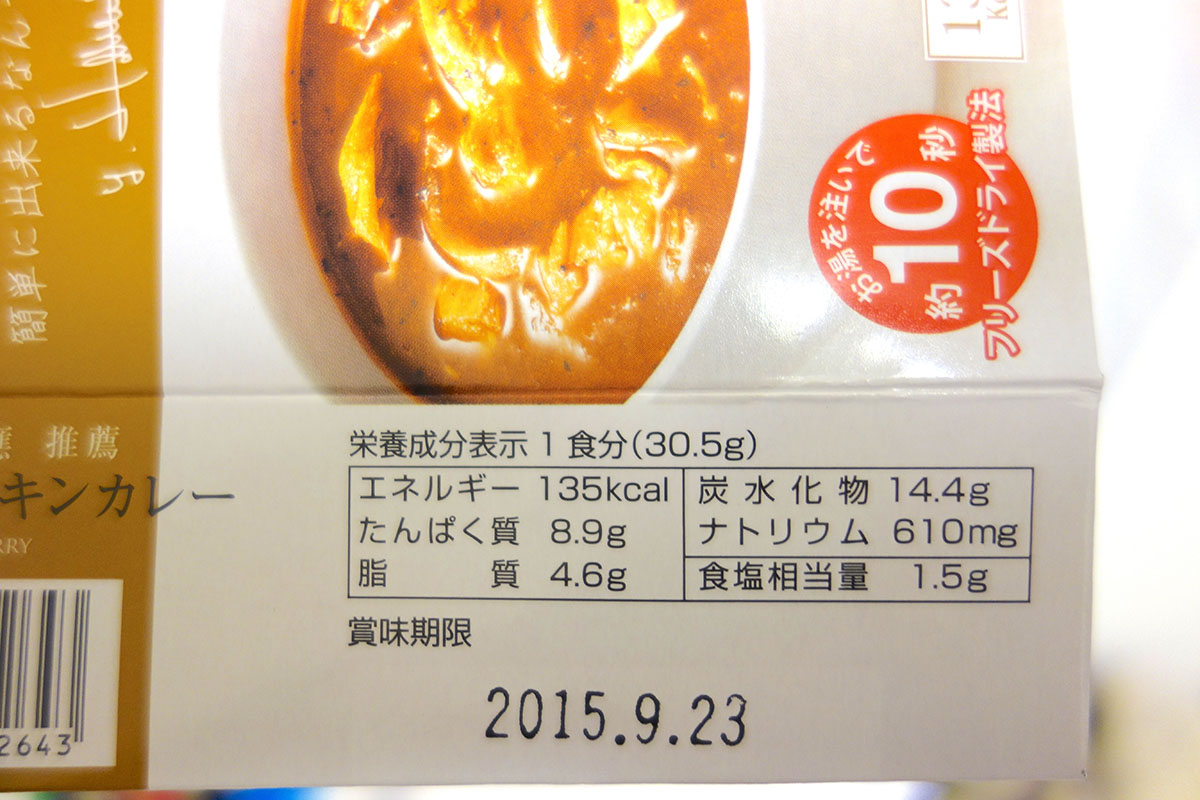 簡単に出来るなん
お湯を注いで
約10秒
フリーズドライ製法
推薦
キンカレー
RRY
2643
栄養成分表示 1食分(30.5g)
エネルギー 135kcal 炭水化物 14.4g
たんぱく質 8.9g ナトリウム 610mg
脂質 4.6g 食塩相当量 1.5g
賞味期限
2015.9.23